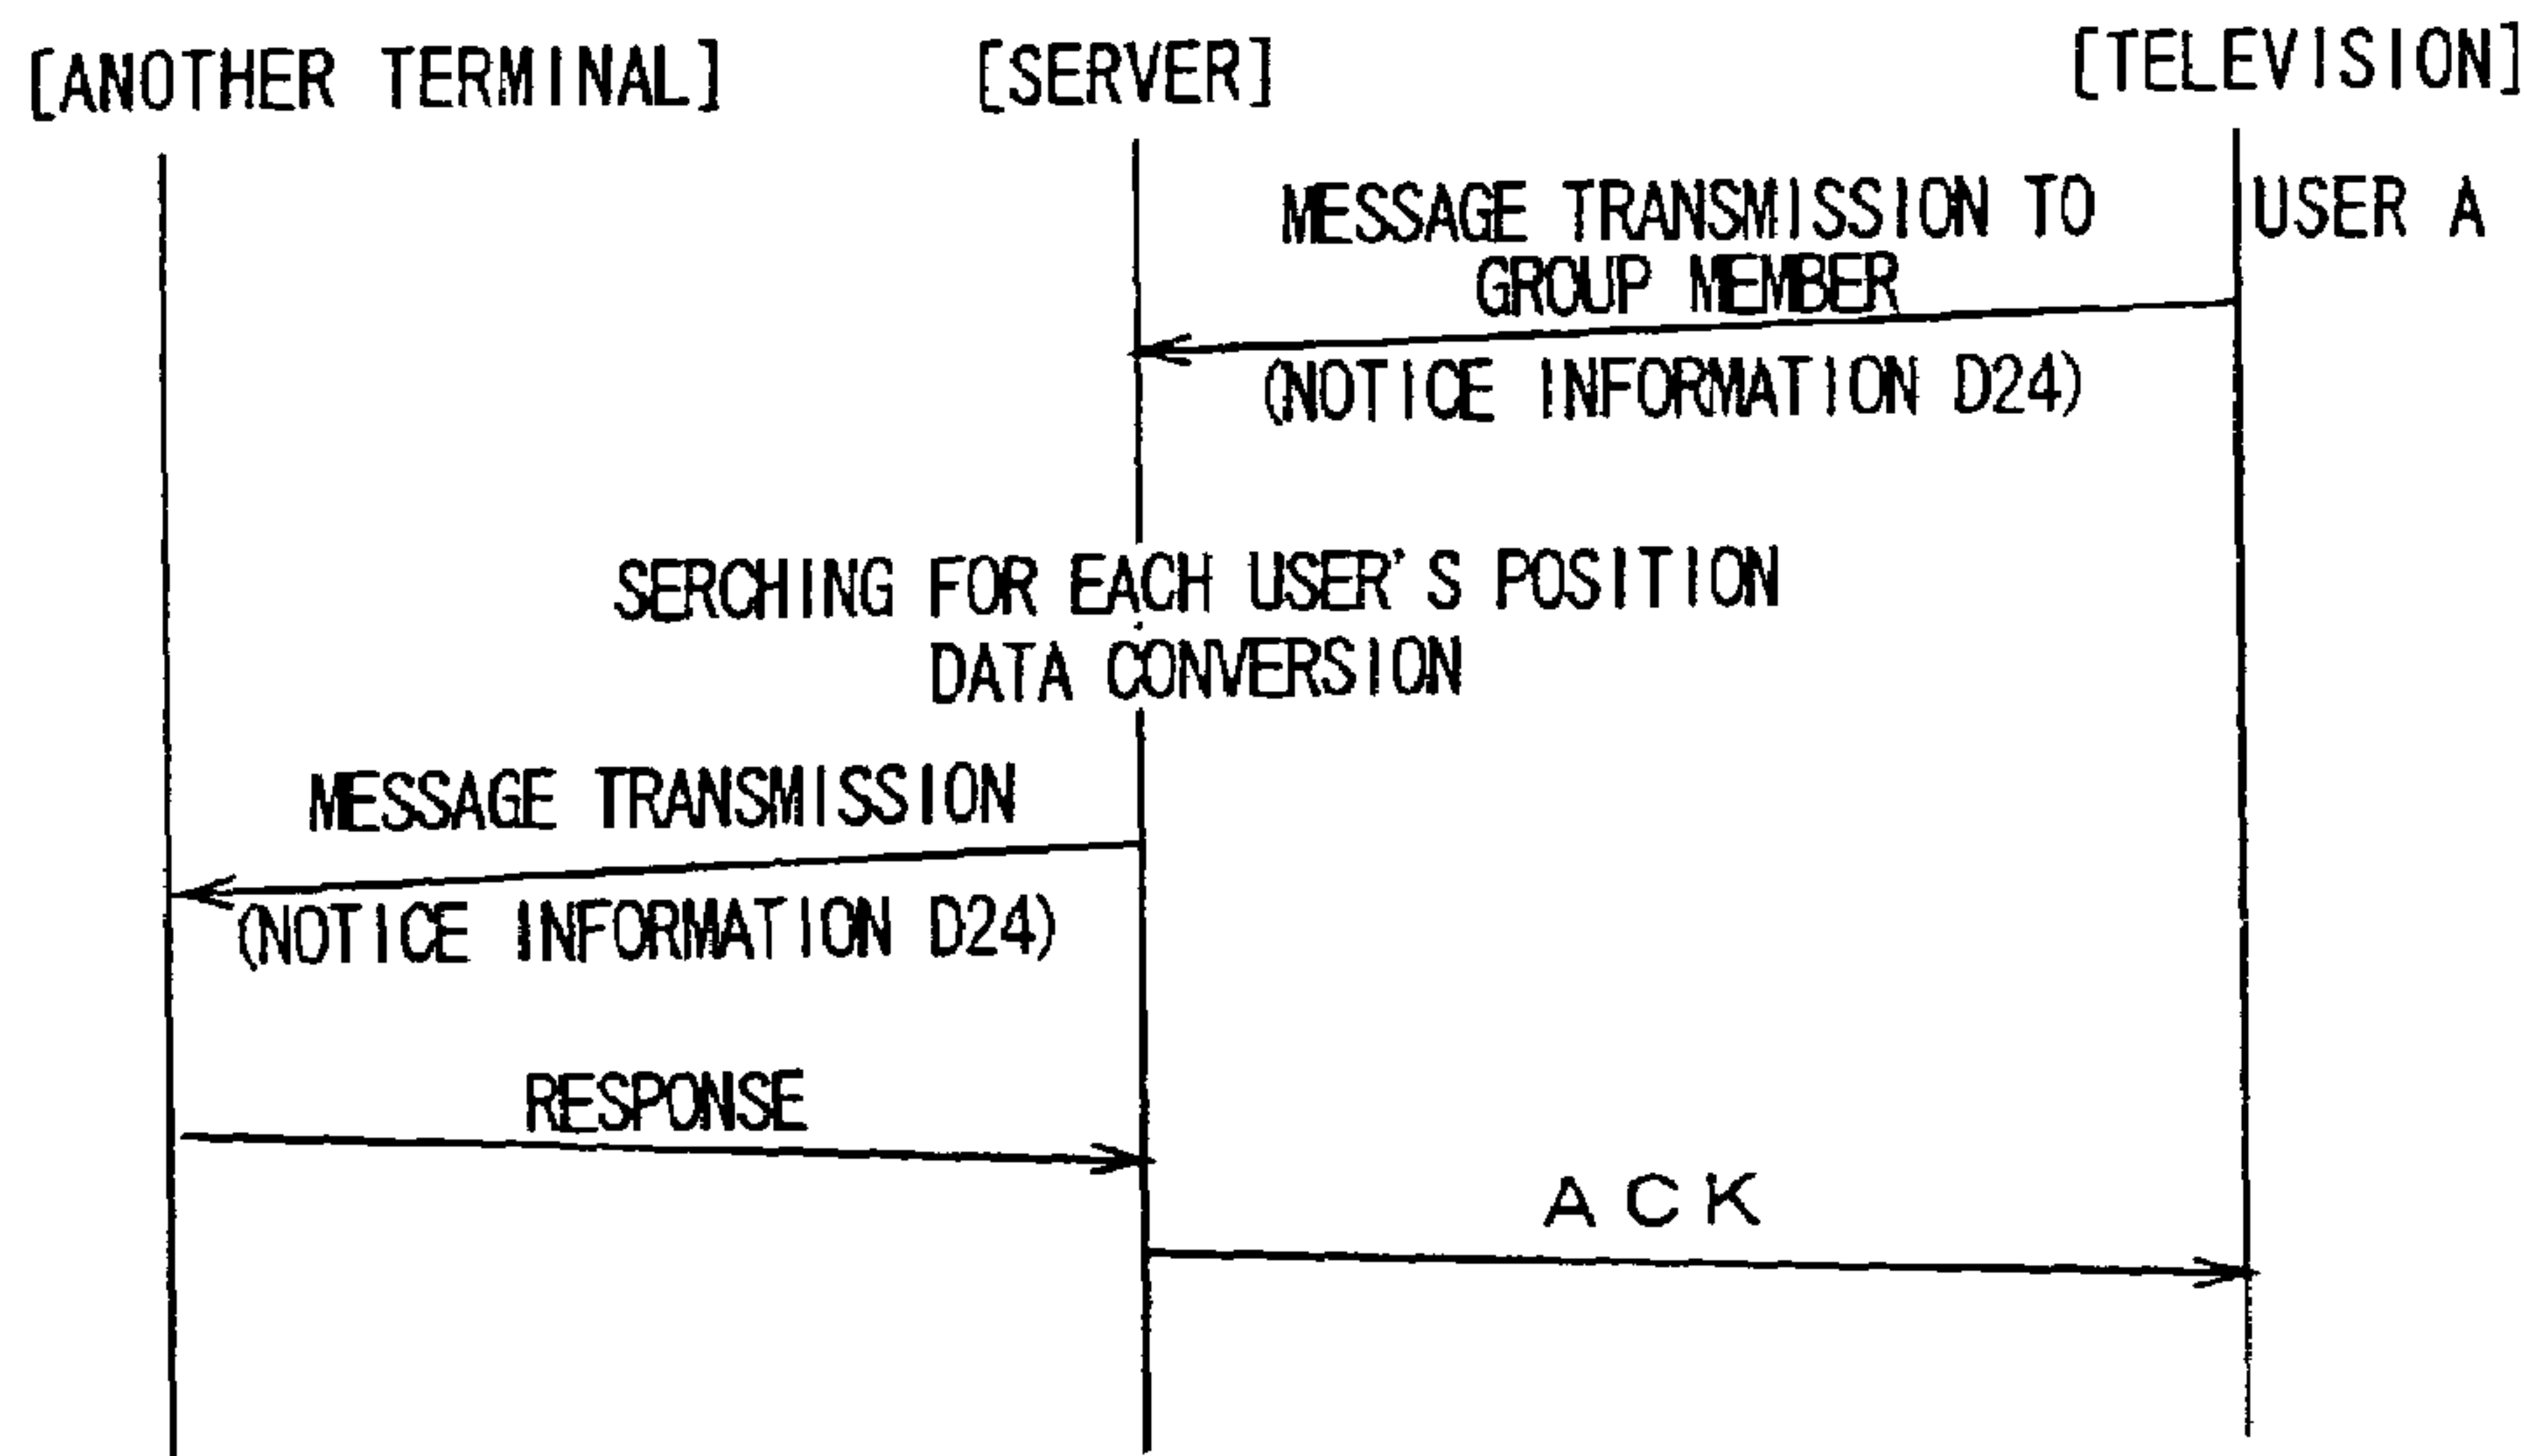 [ANOTHER TERMINAL] [SERVER] [TELEVISION]
MESSAGE TRANSMISSION TO USER A
GROUP MEMBER
(NOTICE INFORMATION D24)
SERCHING FOR EACH USER'S POSITION
DATA CONVERSION
MESSAGE TRANSMISSION
(NOTICE INFORMATION D24)
RESPONSE
ACK